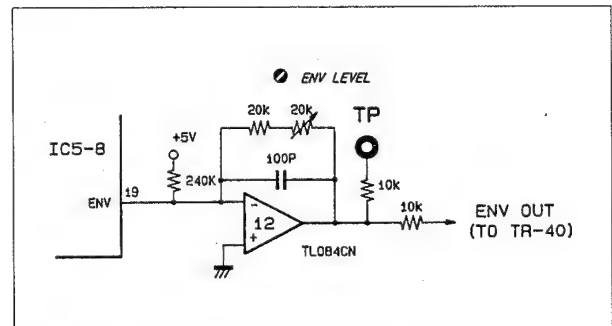 ENV LEVEL
20k 20k
TP
IC5-8
+5V
100P
240K
10k
ENV 19
10k
12
ENV OUT
(TO TR-40)
TL084CN